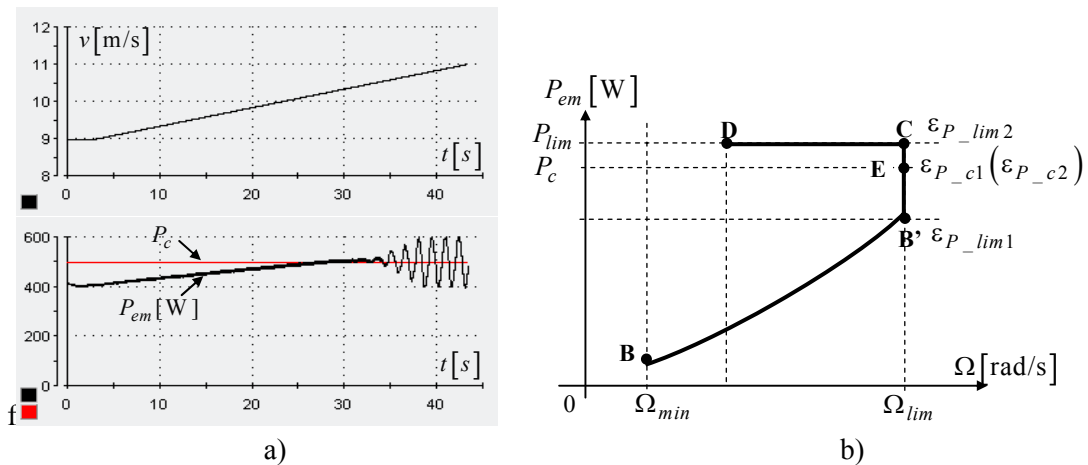 12
v[m/s]
11
10
9
t[s]
8
0 10 20 30 40
600
P_c
400
P_em[W]
200
t[s]
0
0 10 20 30 40
f
a)
P_em[W]
P_lim
D
C
ε_P_lim2
P_c
E
ε_P_c1(ε_P_c2)
B’
ε_P_lim1
B
Ω[rad/s]
0
Ω_min
Ω_lim
b)